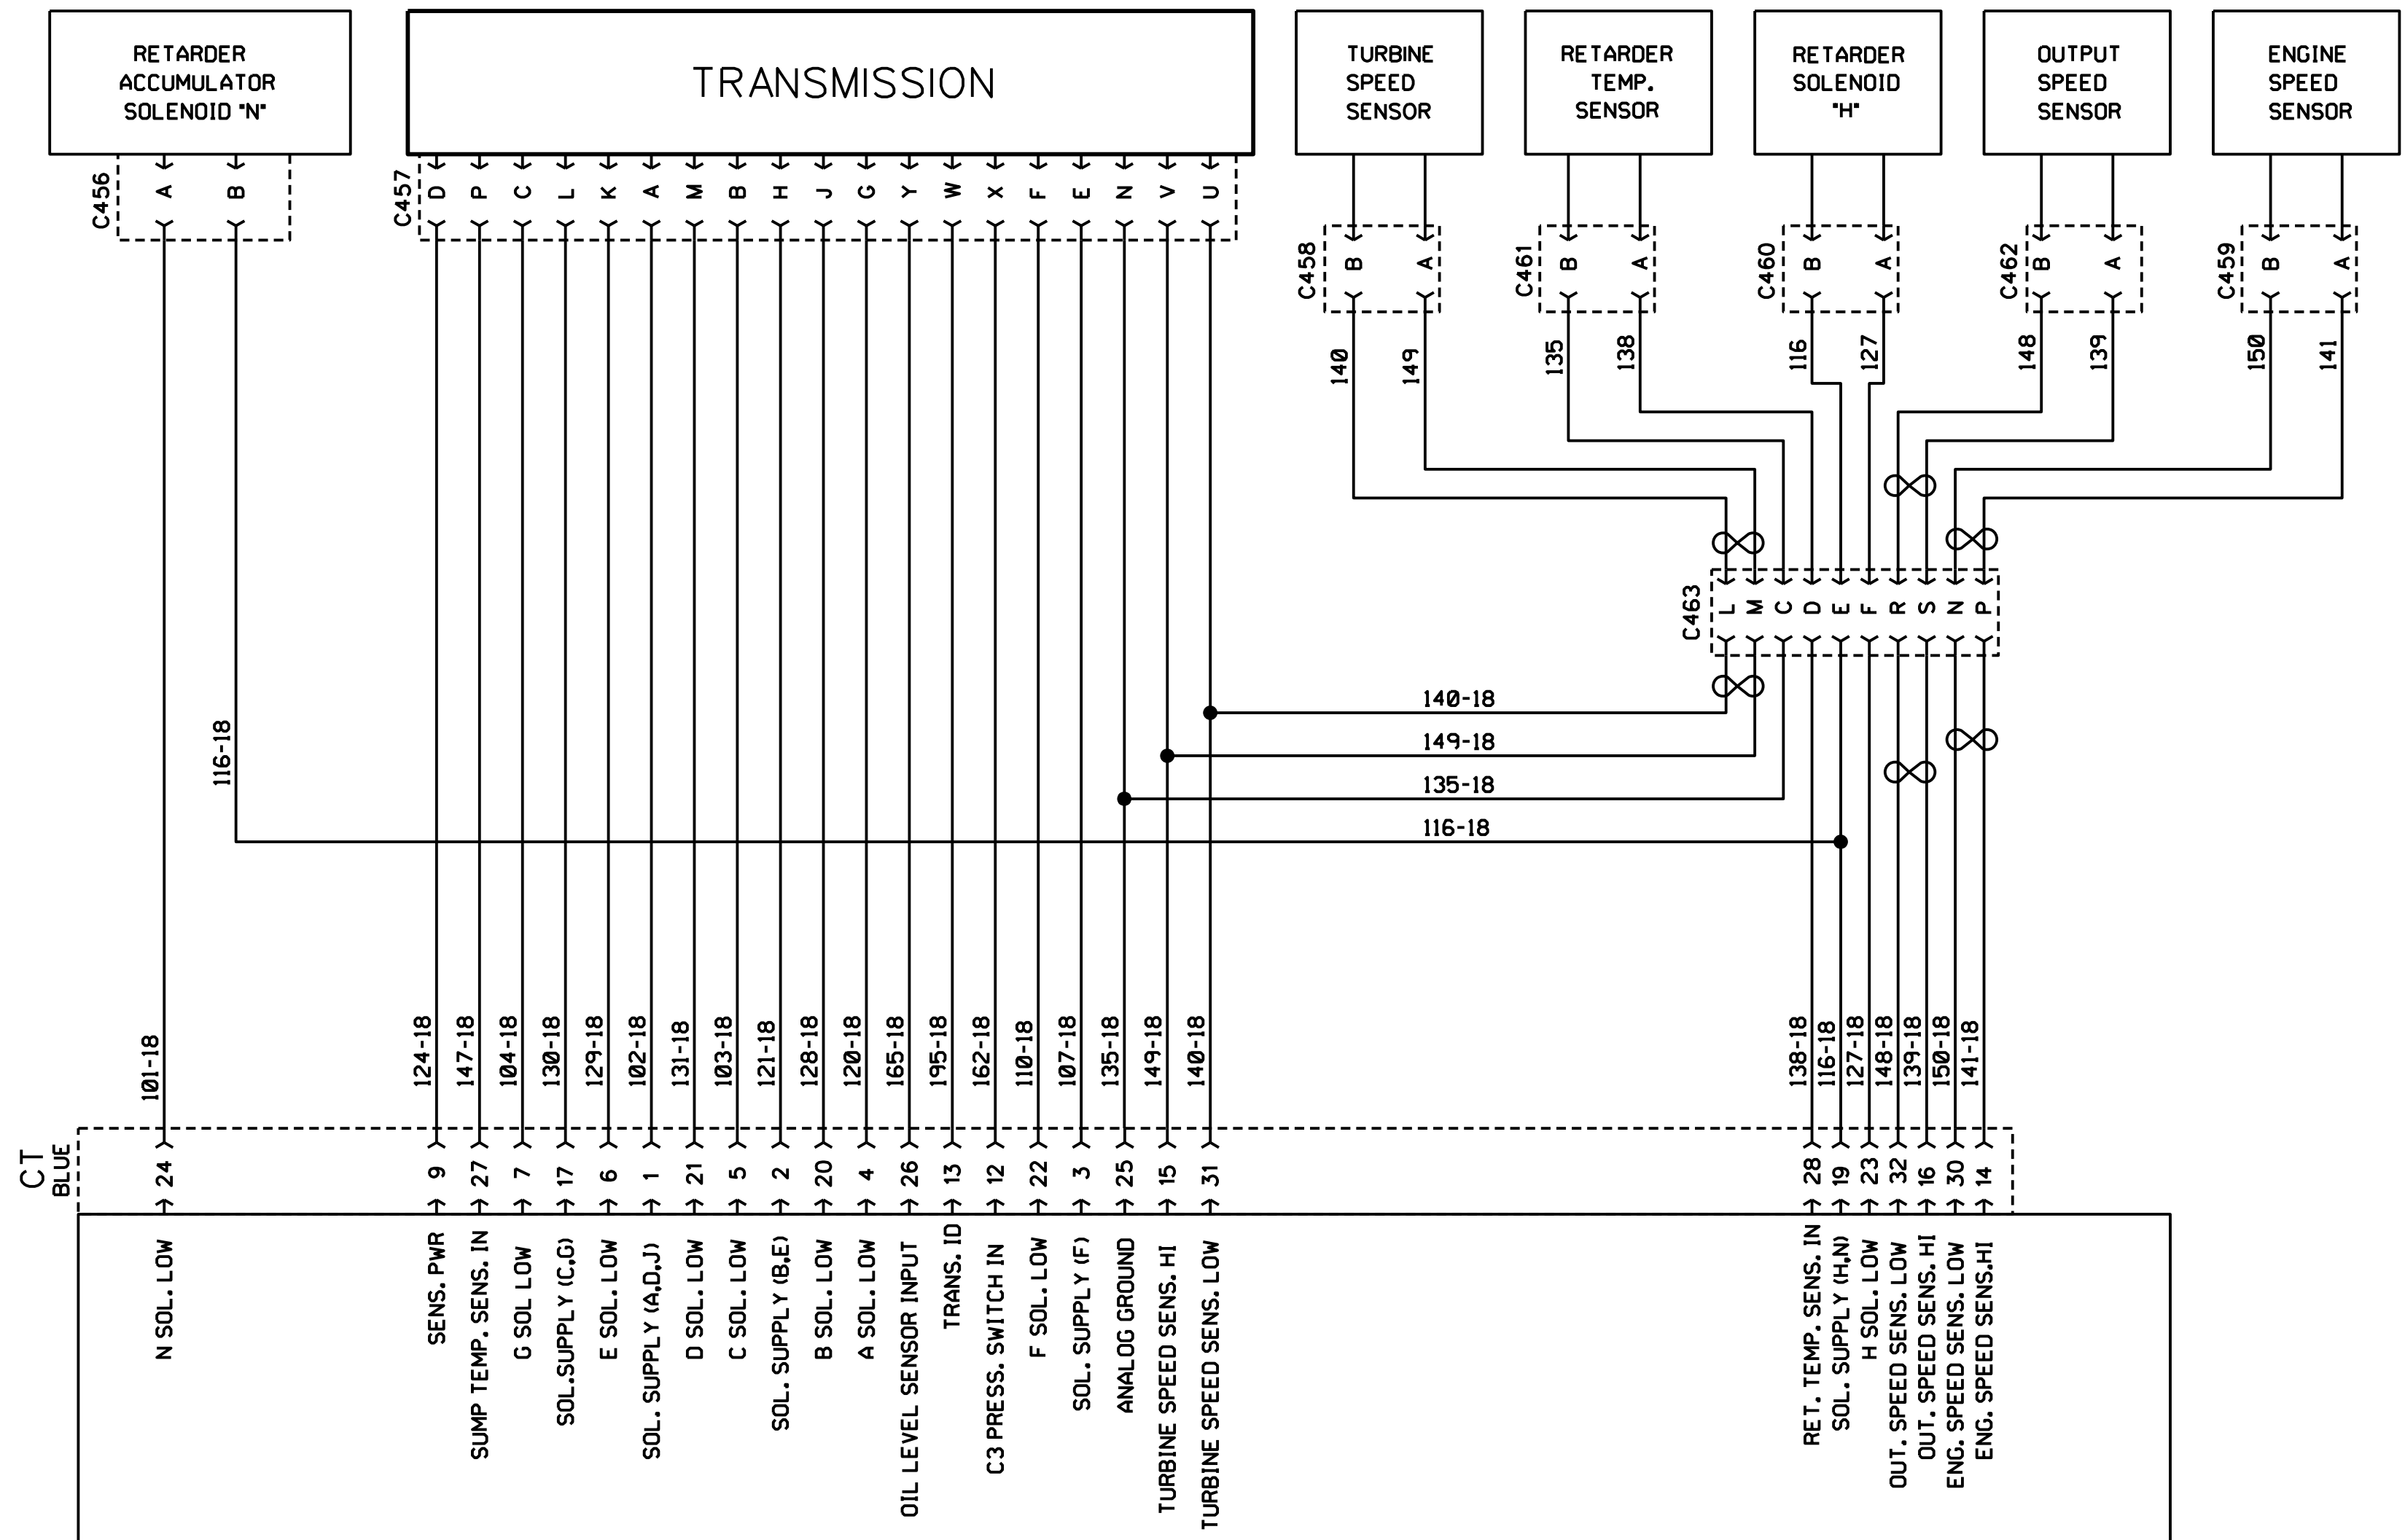 RETARDER
ACCUMULATOR
SOLENOID "N"
TRANSMISSION
TURBINE
SPEED
SENSOR
RETARDER
TEMP.
SENSOR
RETARDER
SOLENOID
"H"
OUTPUT
SPEED
SENSOR
ENGINE
SPEED
SENSOR
C456
A
B
C457
D
P
C
L
K
A
M
B
H
J
G
Y
W
X
F
E
N
V
U
C458
B
A
C461
B
A
C460
B
A
C462
B
A
C459
B
A
140
149
135
138
116
127
148
139
150
141
C463
L
M
C
D
E
F
R
S
N
P
140-18
149-18
135-18
116-18
116-18
101-18
124-18
147-18
104-18
130-18
129-18
102-18
131-18
103-18
121-18
128-18
120-18
165-18
195-18
162-18
110-18
107-18
135-18
149-18
140-18
138-18
116-18
127-18
148-18
139-18
150-18
141-18
CT
BLUE
24
9
27
7
17
6
1
21
5
2
20
4
26
13
12
22
3
25
15
31
28
19
23
32
16
30
14
N SOL. LOW
SENS. PWR
SUMP TEMP. SENS. IN
G SOL LOW
SOL.SUPPLY (C,G)
E SOL. LOW
SOL. SUPPLY (A,D,J)
D SOL. LOW
C SOL. LOW
SOL. SUPPLY (B,E)
B SOL. LOW
A SOL. LOW
OIL LEVEL SENSOR INPUT
TRANS. ID
C3 PRESS. SWITCH IN
F SOL. LOW
SOL. SUPPLY (F)
ANALOG GROUND
TURBINE SPEED SENS. HI
TURBINE SPEED SENS. LOW
RET. TEMP. SENS. IN
SOL. SUPPLY (H,N)
H SOL. LOW
OUT. SPEED SENS. LOW
OUT. SPEED SENS. HI
ENG. SPEED SENS. LOW
ENG. SPEED SENS.HI